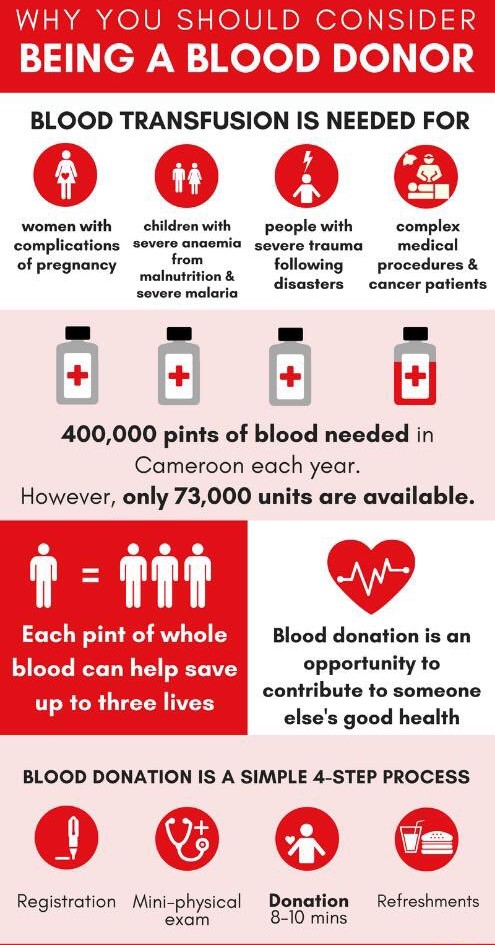 WHY YOU SHOULD CONSIDER
BEING A BLOOD DONOR
BLOOD TRANSFUSION IS NEEDED FOR
women with
complications
of pregnancy
children with
severe anaemia
from
malnutrition &
severe malaria
people with
severe trauma
following
disasters
complex
medical
procedures &
cancer patients
400,000 pints of blood needed in
Cameroon each year.
However, only 73,000 units are available.
=
Each pint of whole
blood can help save
up to three lives
Blood donation is an
opportunity to
contribute to someone
else's good health
BLOOD DONATION IS A SIMPLE 4-STEP PROCESS
Registration
Mini-physical
exam
Donation
8-10 mins
Refreshments